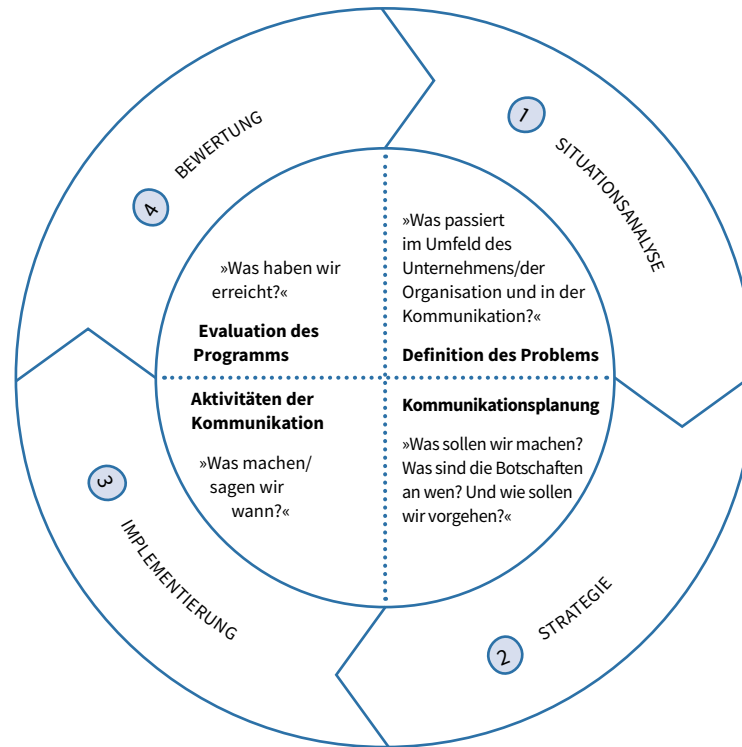 1
SITUATIONSANALYSE
»Was passiert
im Umfeld des
Unternehmens/der
Organisation und in der
Kommunikation?«
Definition des Problems
2
STRATEGIE
Kommunikationsplanung
»Was sollen wir machen?
Was sind die Botschaften
an wen? Und wie sollen
wir vorgehen?«
3
IMPLEMENTIERUNG
Aktivitäten der
Kommunikation
»Was machen/
sagen wir
wann?«
4
BEWERTUNG
»Was haben wir
erreicht?«
Evaluation des
Programms